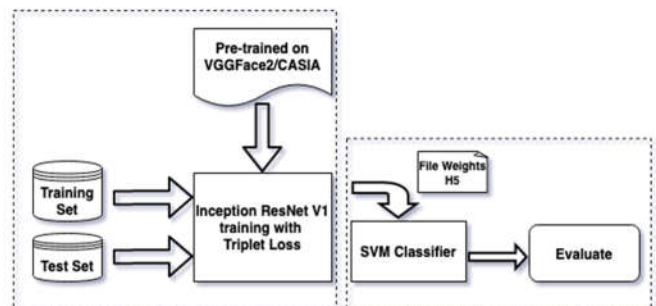 Pre-trained on
VGGFace2/CASIA
Training
Set
Test Set
Inception ResNet V1
training with
Triplet Loss
File Weights
H5
SVM Classifier
Evaluate